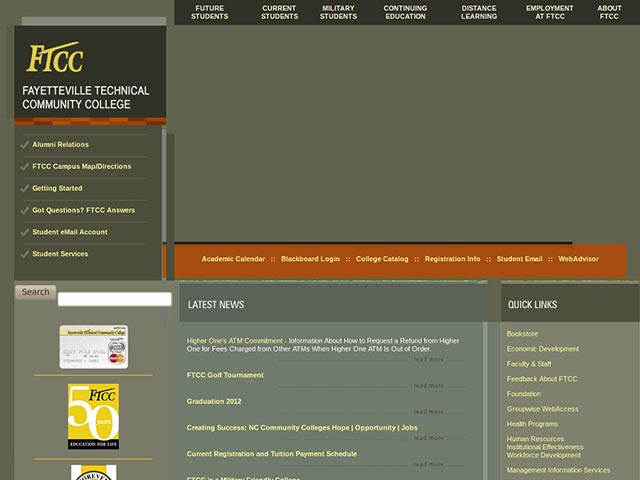 FUTURE STUDENTS
CURRENT STUDENTS
MILITARY STUDENTS
CONTINUING EDUCATION
DISTANCE LEARNING
EMPLOYMENT AT FTCC
ABOUT FTCC
FTCC
FAYETTEVILLE TECHNICAL
COMMUNITY COLLEGE
Alumni Relations
FTCC Campus Map/Directions
Getting Started
Got Questions? FTCC Answers
Student eMail Account
Student Services
Academic Calendar :: Blackboard Login :: College Catalog :: Registration Info :: Student Email :: WebAdvisor
Search
Fayetteville Technical Community College
FTCC
50 years
EDUCATION FOR LIFE
LATEST NEWS
Higher One's ATM Commitment - Information About How to Request a Refund from Higher
One for Fees Charged from Other ATMs When Higher One ATM Is Out of Order.
read more
FTCC Golf Tournament
read more
Graduation 2012
read more
Creating Success: NC Community Colleges Hope | Opportunity | Jobs
read more
Current Registration and Tuition Payment Schedule
read more
FTCC is a Military Friendly College
QUICK LINKS
Bookstore
Economic Development
Faculty & Staff
Feedback About FTCC
Foundation
Groupwise WebAccess
Health Programs
Human Resources
Institutional Effectiveness
Workforce Development
Management Information Services